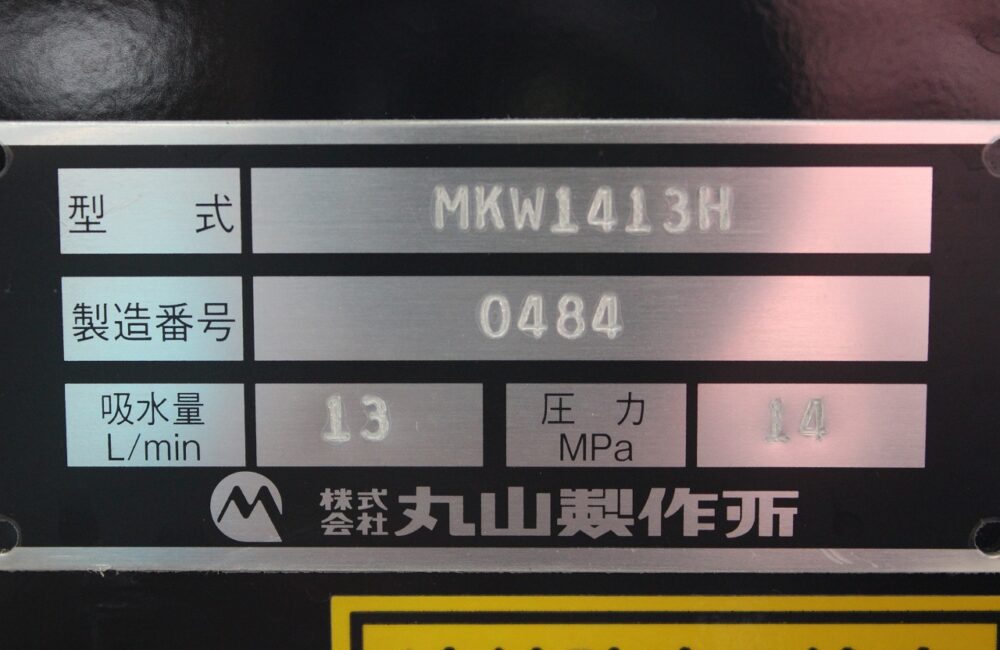 型 式 MKW1413H
製造番号 0484
吸水量 L/min 13 圧力 MPa 14
株式会社 丸山製作所